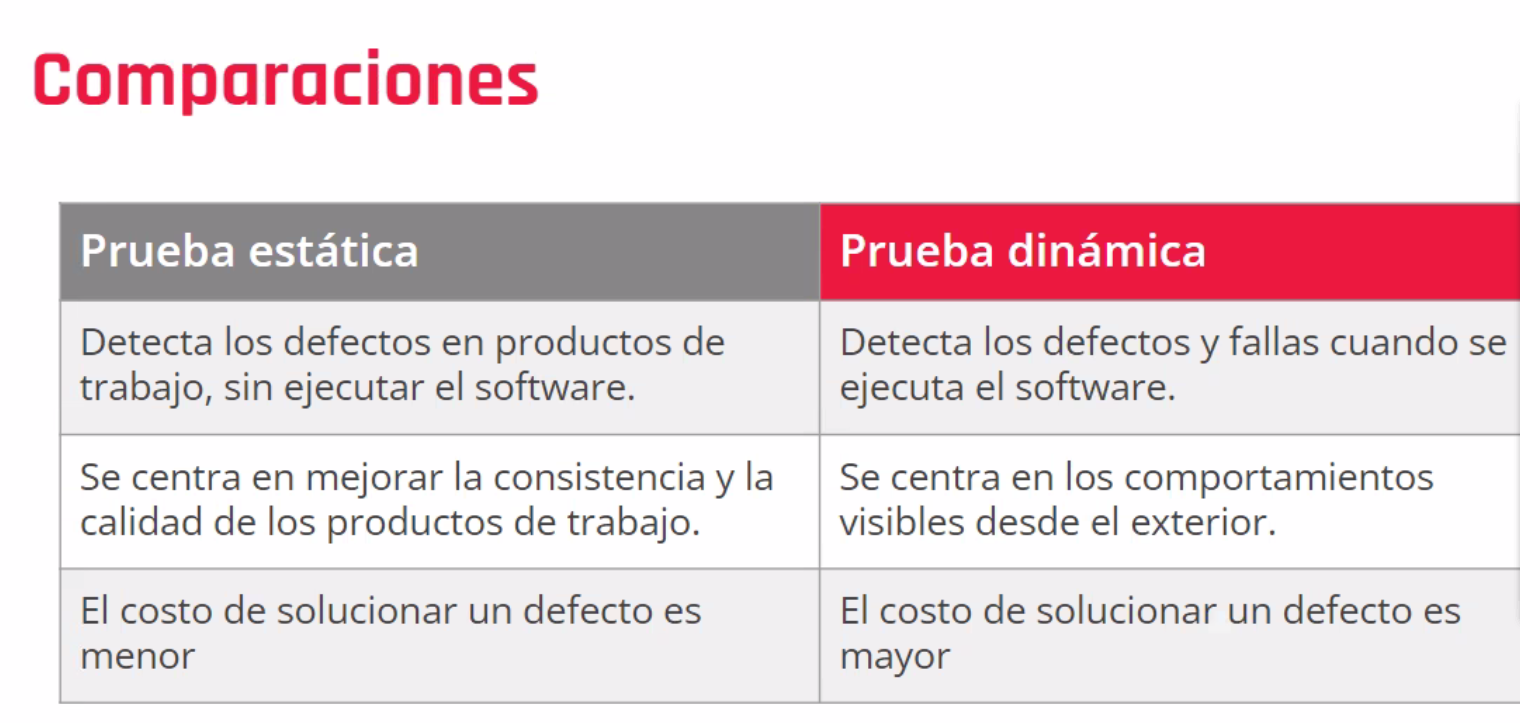 Comparaciones
Prueba estática
Prueba dinámica
Detecta los defectos en productos de
trabajo, sin ejecutar el software.
Detecta los defectos y fallas cuando se
ejecuta el software.
Se centra en mejorar la consistencia y la
calidad de los productos de trabajo.
Se centra en los comportamientos
visibles desde el exterior.
El costo de solucionar un defecto es
menor
El costo de solucionar un defecto es
mayor